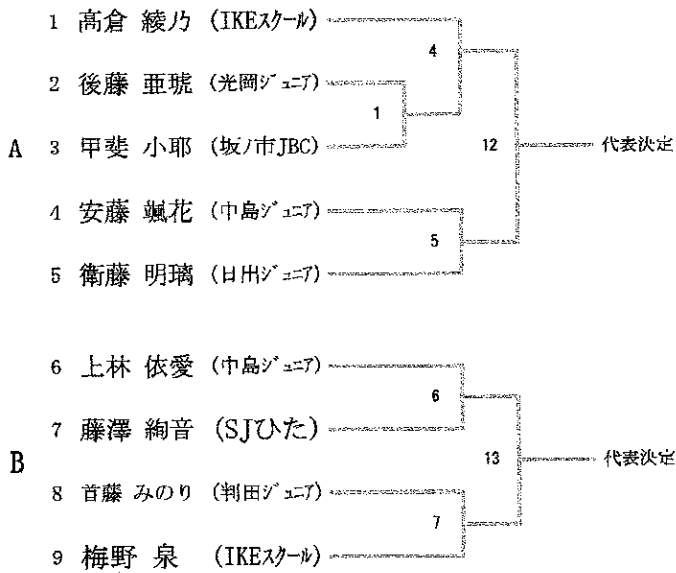 1 髙倉 綾乃 (IKEスクール)
4
2 後藤 亜琥 (光岡ジュニア)
1
A 3 甲斐 小耶 (坂ノ市JBC) 12 代表決定
4 安藤 颯花 (中島ジュニア)
5
5 衛藤 明璃 (日出ジュニア)
6 上林 依愛 (中島ジュニア)
6
7 藤澤 絢音 (SJひた)
B 13 代表決定
8 首藤 みのり (判田ジュニア)
7
9 梅野 泉 (IKEスクール)